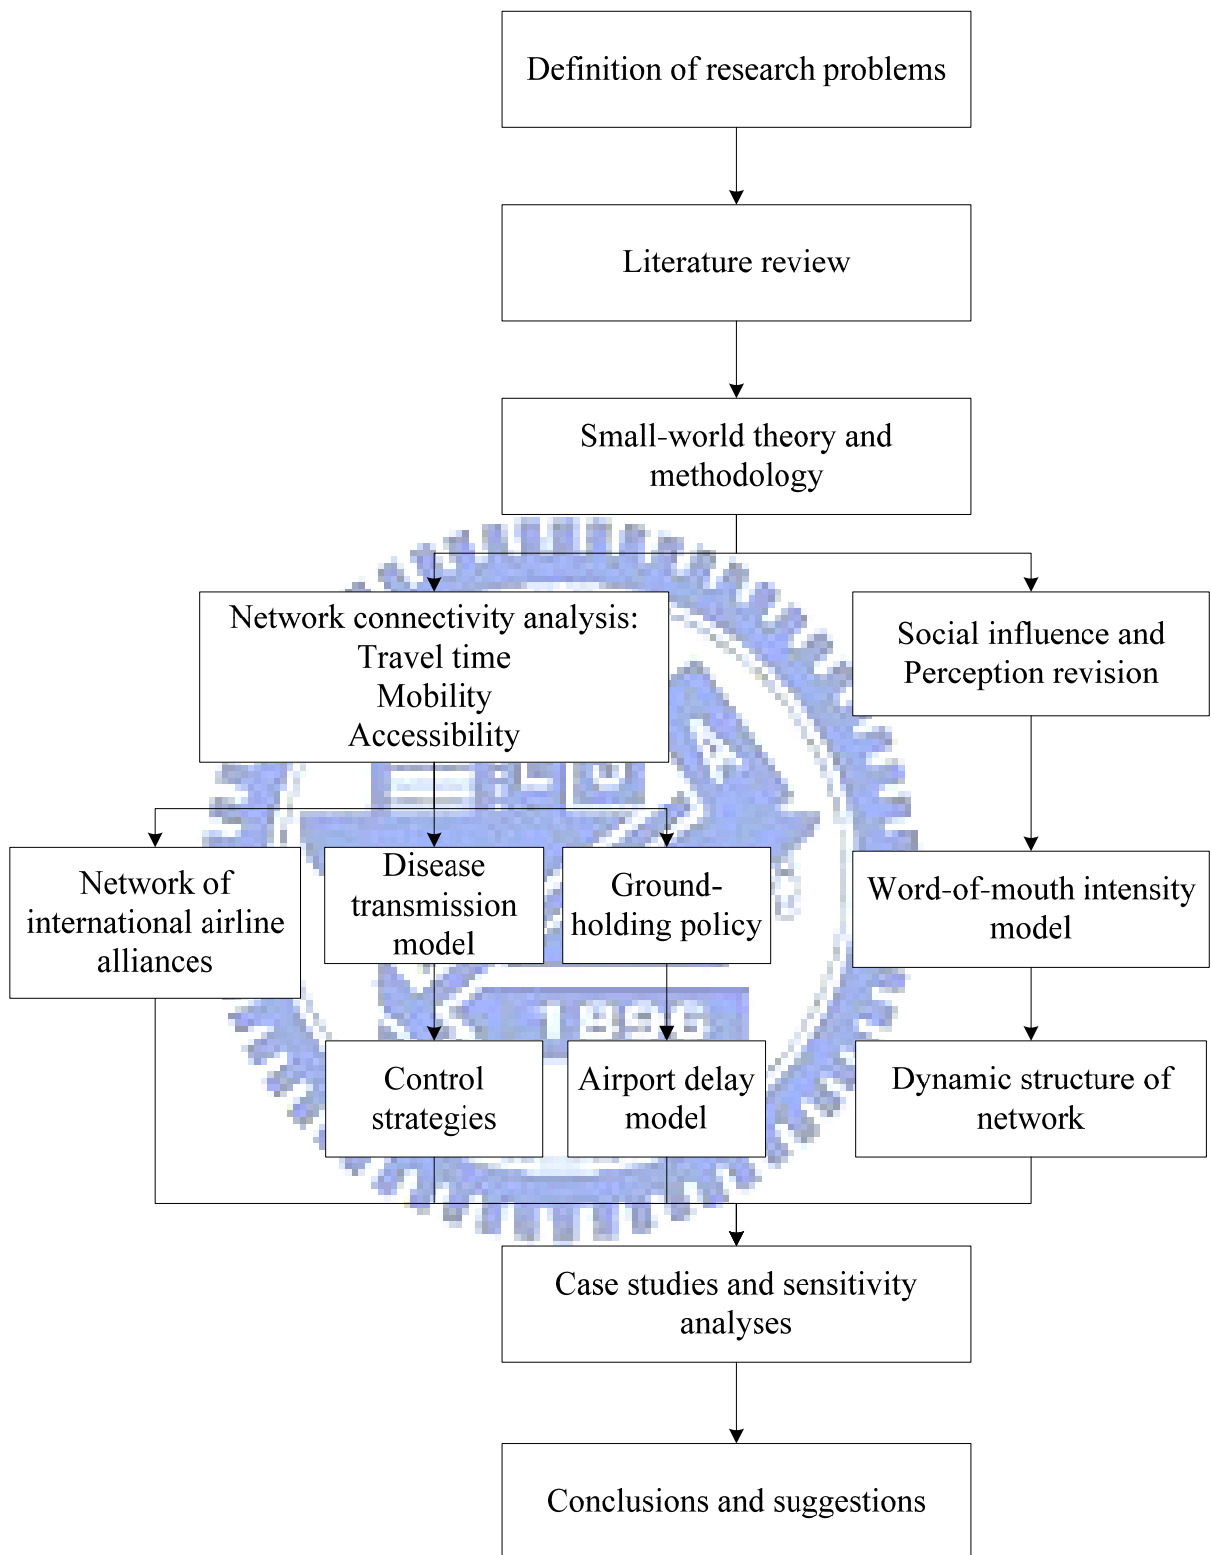 Definition of research problems
Literature review
Small-world theory and
methodology
Network connectivity analysis:
Travel time
Mobility
Accessibility
Social influence and
Perception revision
Network of
international airline
alliances
Disease
transmission
model
Ground-
holding policy
Word-of-mouth intensity
model
Control
strategies
Airport delay
model
Dynamic structure of
network
1896
Case studies and sensitivity
analyses
Conclusions and suggestions